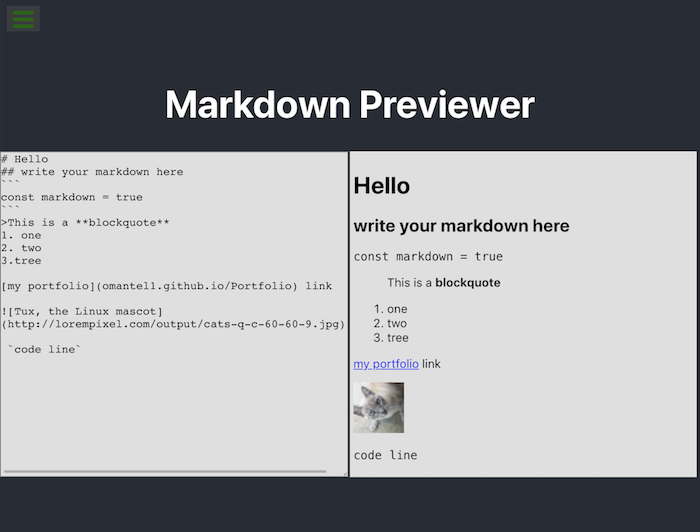 Markdown Previewer
# Hello
## write your markdown here
```
const markdown = true
```
>This is a **blockquote**
1. one
2. two
3.tree
[my portfolio](omantel1.github.io/Portfolio) link
![Tux, the Linux mascot]
(http://lorempixel.com/output/cats-q-c-60-60-9.jpg)
`code line`
Hello
write your markdown here
const markdown = true
This is a blockquote
1. one
2. two
3. tree
my portfolio link
code line